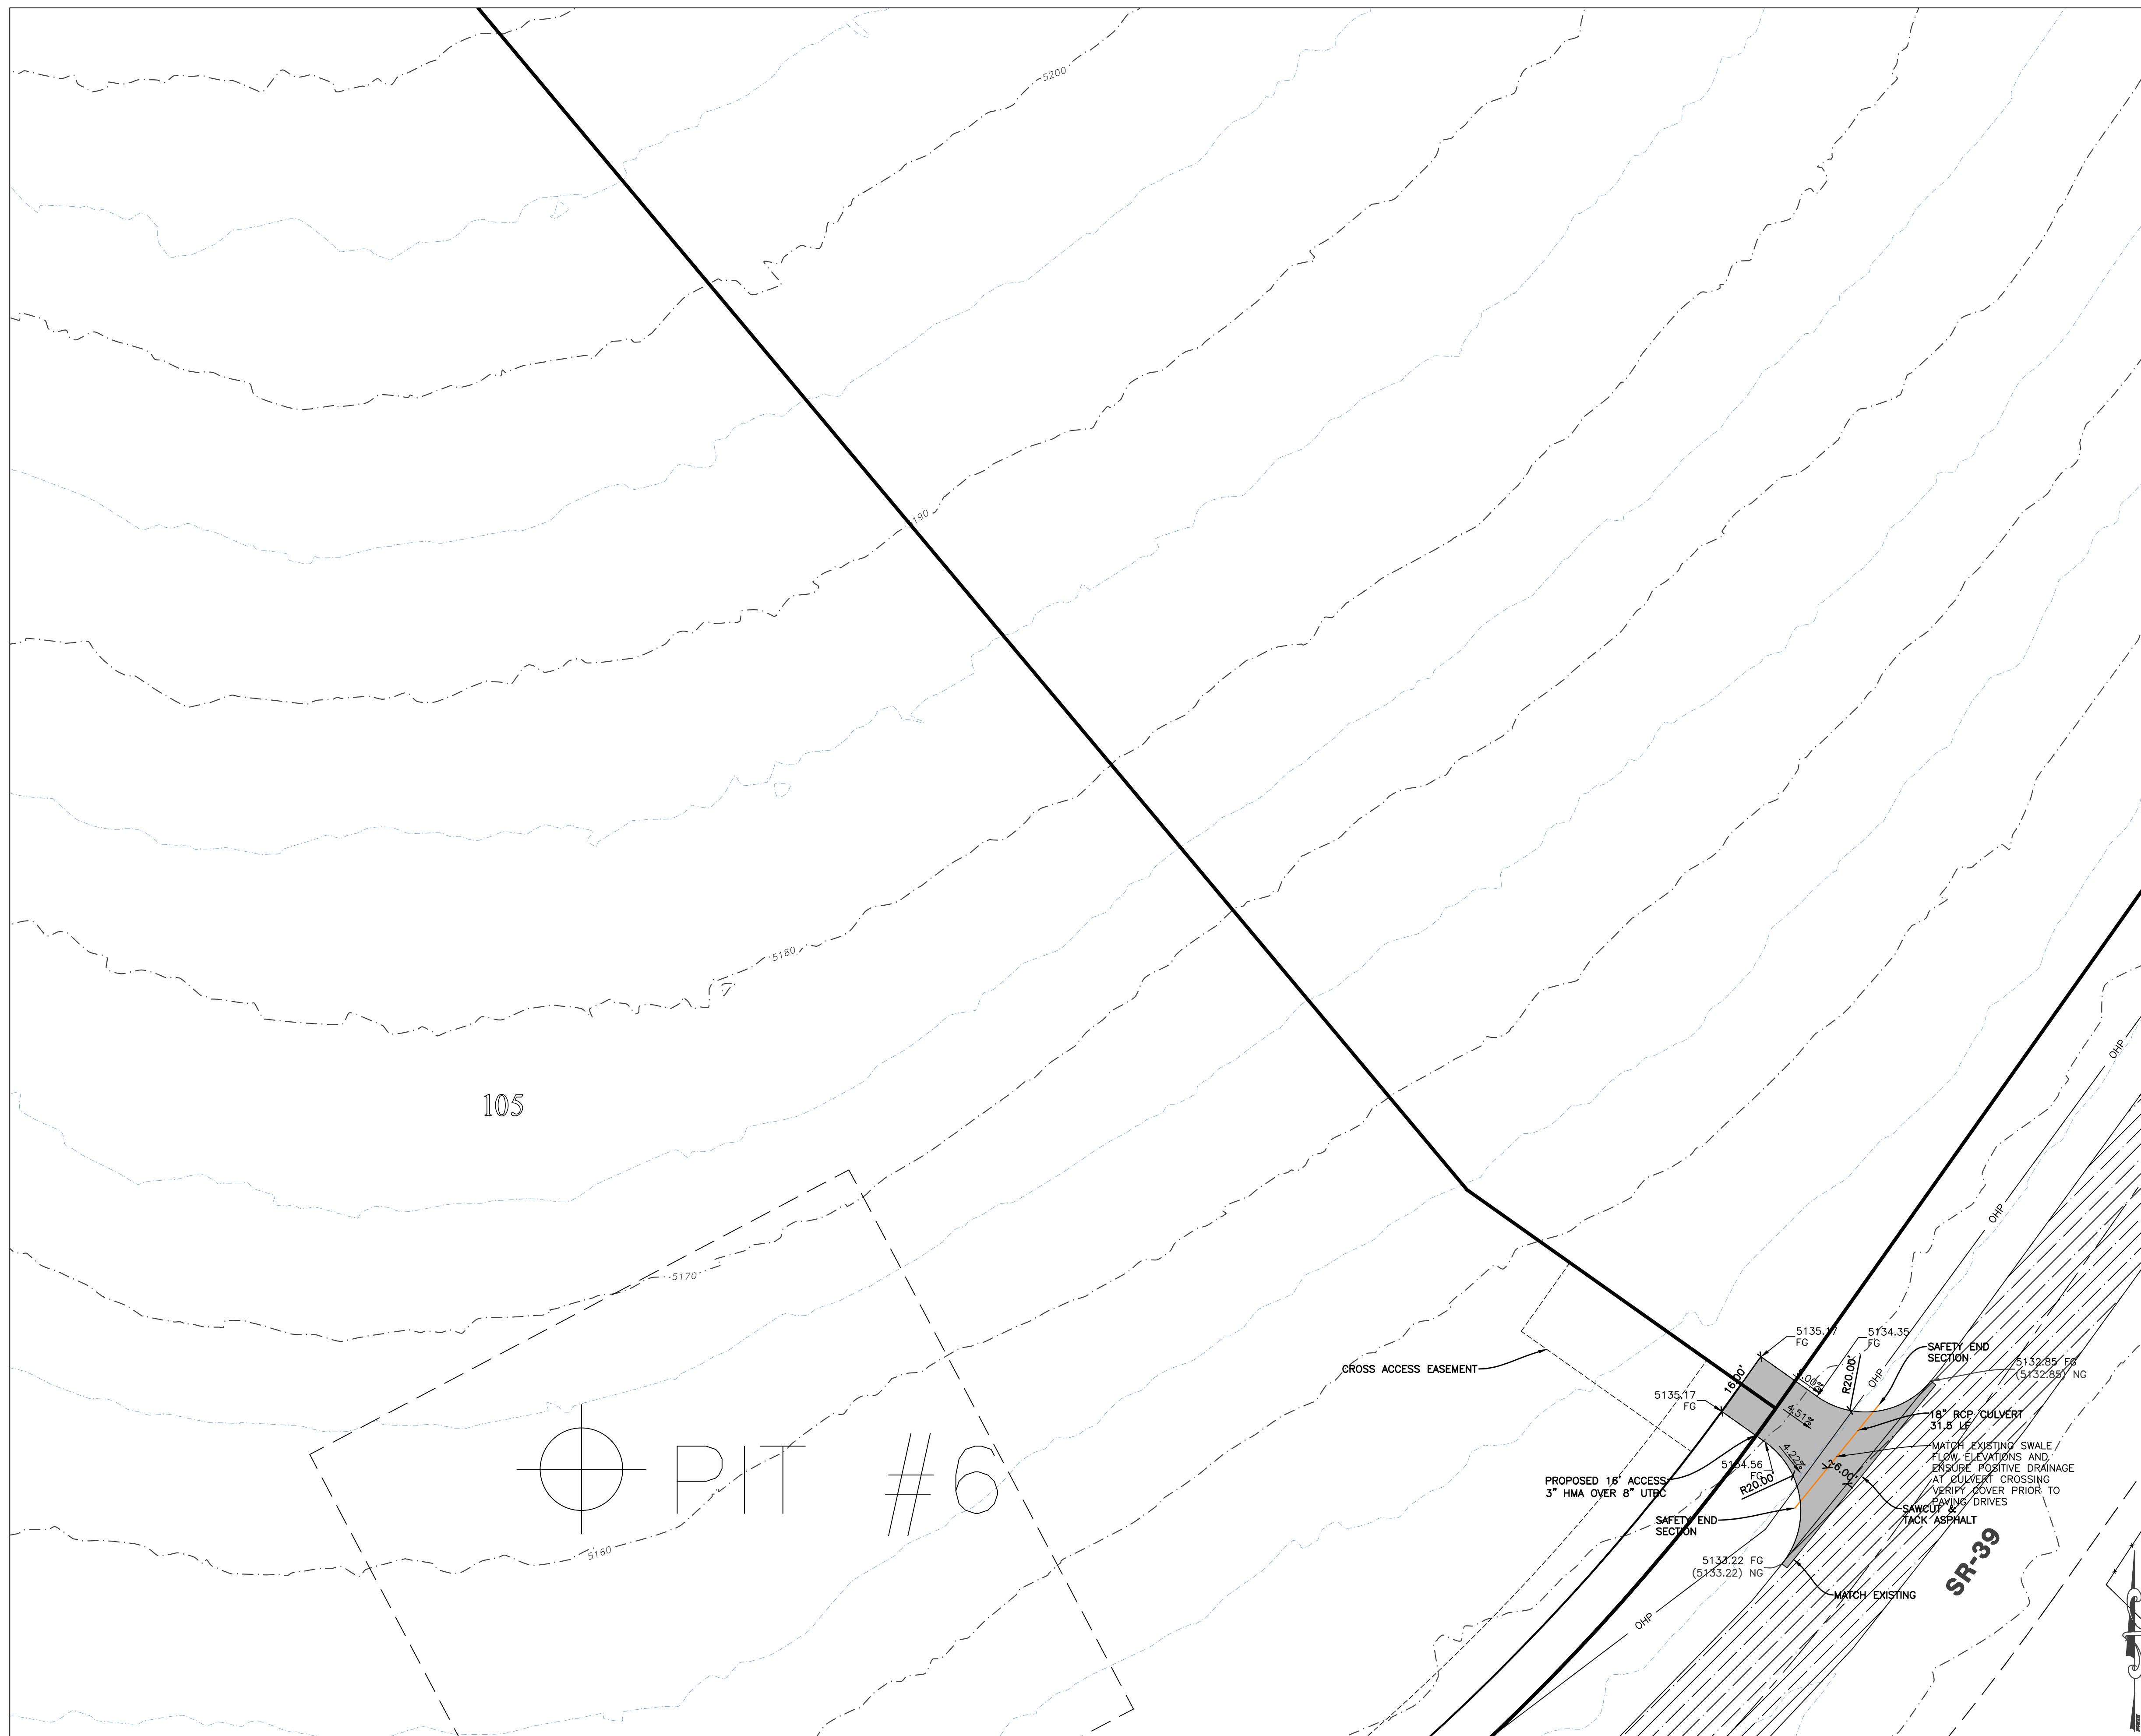 5200
5190
5180
105
5170
PIT #6
5160
CROSS ACCESS EASEMENT
5135.17
FG
5134.35
FG
SAFETY END
SECTION
5132.85 FG
(5132.85) NG
16.00'
R20.00'
OHP
OHP
OHP
5135.17
FG
4.51%
4.22%
18" RCP CULVERT
31.5 LF
MATCH EXISTING SWALE
FLOW ELEVATIONS AND
ENSURE POSITIVE DRAINAGE
AT CULVERT CROSSING
VERIFY COVER PRIOR TO
PAVING DRIVES
26.00'
FG
R20.00'
PROPOSED 16' ACCESS
3" HMA OVER 8" UTBC
SAWCUT &
TACK ASPHALT
SAFETY END
SECTION
5133.22 FG
(5133.22) NG
MATCH EXISTING
SR-39
OHP